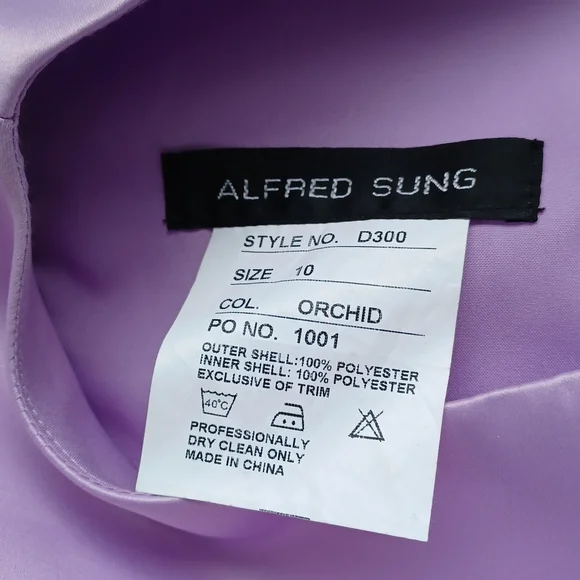 ALFRED SUNG
STYLE NO. D300
SIZE 10
COL. ORCHID
PO NO. 1001
OUTER SHELL:100% POLYESTER
INNER SHELL: 100% POLYESTER
EXCLUSIVE OF TRIM
40°C
PROFESSIONALLY
DRY CLEAN ONLY
MADE IN CHINA